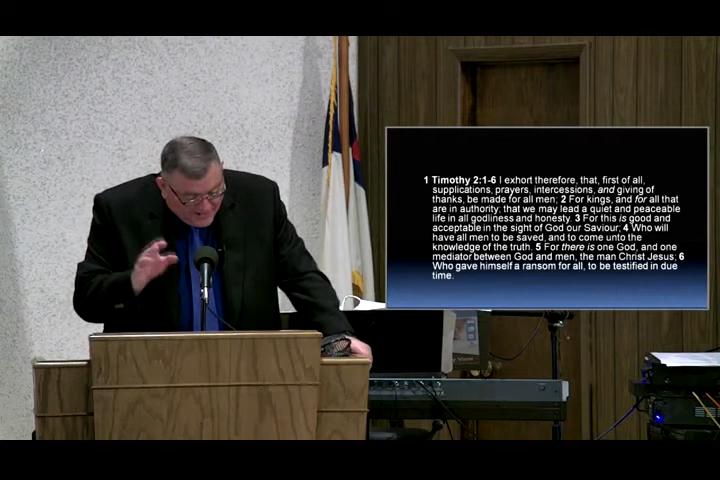 1 Timothy 2:1-6 I exhort therefore, that, first of all,
supplications, prayers, intercessions, and giving of
thanks, be made for all men; 2 For kings, and for all that
are in authority; that we may lead a quiet and peaceable
life in all godliness and honesty. 3 For this is good and
acceptable in the sight of God our Saviour; 4 Who will
have all men to be saved, and to come unto the
knowledge of the truth. 5 For there is one God, and one
mediator between God and men, the man Christ Jesus; 6
Who gave himself a ransom for all, to be testified in due
time.